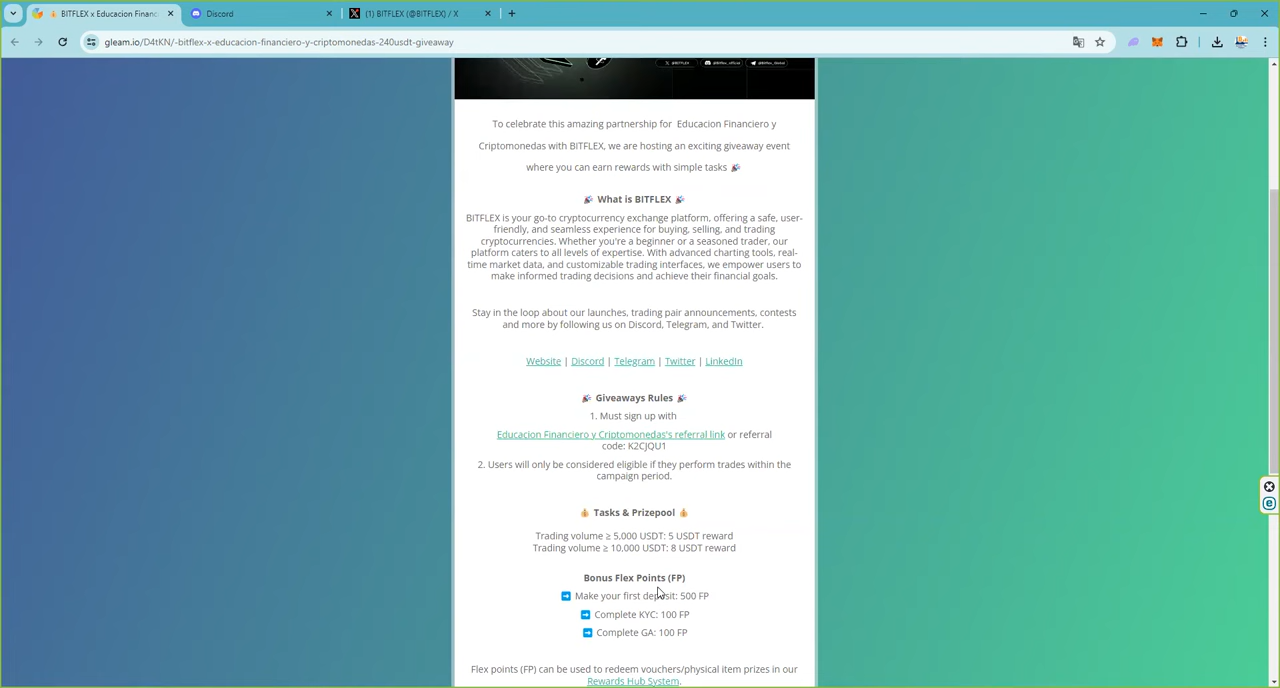 BITFLEX x Educacion Financ
Discord
(1) BITFLEX (@BITFLEX) / X
gleam.io/D4tKN/-bitflex-x-educacion-financiero-y-criptomonedas-240usdt-giveaway
@BITFLEX
@Bitflex_official
@Bitflex_Global
To celebrate this amazing partnership for Educacion Financiero y
Criptomonedas with BITFLEX, we are hosting an exciting giveaway event
where you can earn rewards with simple tasks 🎉
🎉 What is BITFLEX 🎉
BITFLEX is your go-to cryptocurrency exchange platform, offering a safe, user-
friendly, and seamless experience for buying, selling, and trading
cryptocurrencies. Whether you're a beginner or a seasoned trader, our
platform caters to all levels of expertise. With advanced charting tools, real-
time market data, and customizable trading interfaces, we empower users to
make informed trading decisions and achieve their financial goals.
Stay in the loop about our launches, trading pair announcements, contests
and more by following us on Discord, Telegram, and Twitter.
Website | Discord | Telegram | Twitter | LinkedIn
🎉 Giveaways Rules 🎉
1. Must sign up with
Educacion Financiero y Criptomonedas's referral link or referral
code: K2CJQU1
2. Users will only be considered eligible if they perform trades within the
campaign period.
💰 Tasks & Prizepool 💰
Trading volume ≥ 5,000 USDT: 5 USDT reward
Trading volume ≥ 10,000 USDT: 8 USDT reward
Bonus Flex Points (FP)
➡️ Make your first deposit: 500 FP
➡️ Complete KYC: 100 FP
➡️ Complete GA: 100 FP
Flex points (FP) can be used to redeem vouchers/physical item prizes in our
Rewards Hub System.